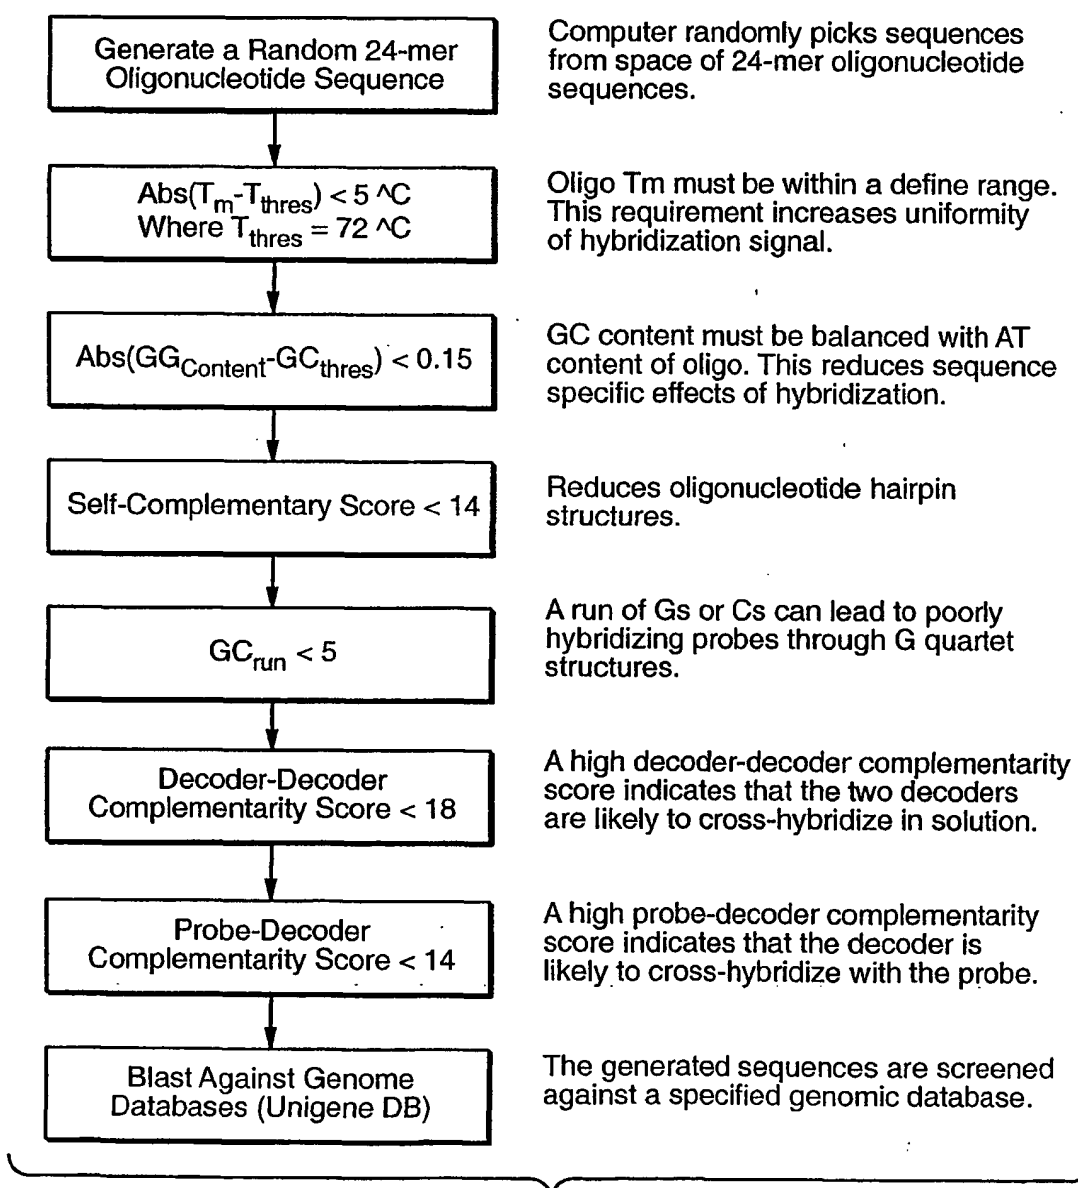 Generate a Random 24-mer
Oligonucleotide Sequence
Computer randomly picks sequences
from space of 24-mer oligonucleotide
sequences.
Abs(Tm-Tthres) < 5 ^C
Where Tthres = 72 ^C
Oligo Tm must be within a define range.
This requirement increases uniformity
of hybridization signal.
Abs(GGContent-GCthres) < 0.15
GC content must be balanced with AT
content of oligo. This reduces sequence
specific effects of hybridization.
Self-Complementary Score < 14
Reduces oligonucleotide hairpin
structures.
GCrun < 5
A run of Gs or Cs can lead to poorly
hybridizing probes through G quartet
structures.
Decoder-Decoder
Complementarity Score < 18
A high decoder-decoder complementarity
score indicates that the two decoders
are likely to cross-hybridize in solution.
Probe-Decoder
Complementarity Score < 14
A high probe-decoder complementarity
score indicates that the decoder is
likely to cross-hybridize with the probe.
Blast Against Genome
Databases (Unigene DB)
The generated sequences are screened
against a specified genomic database.